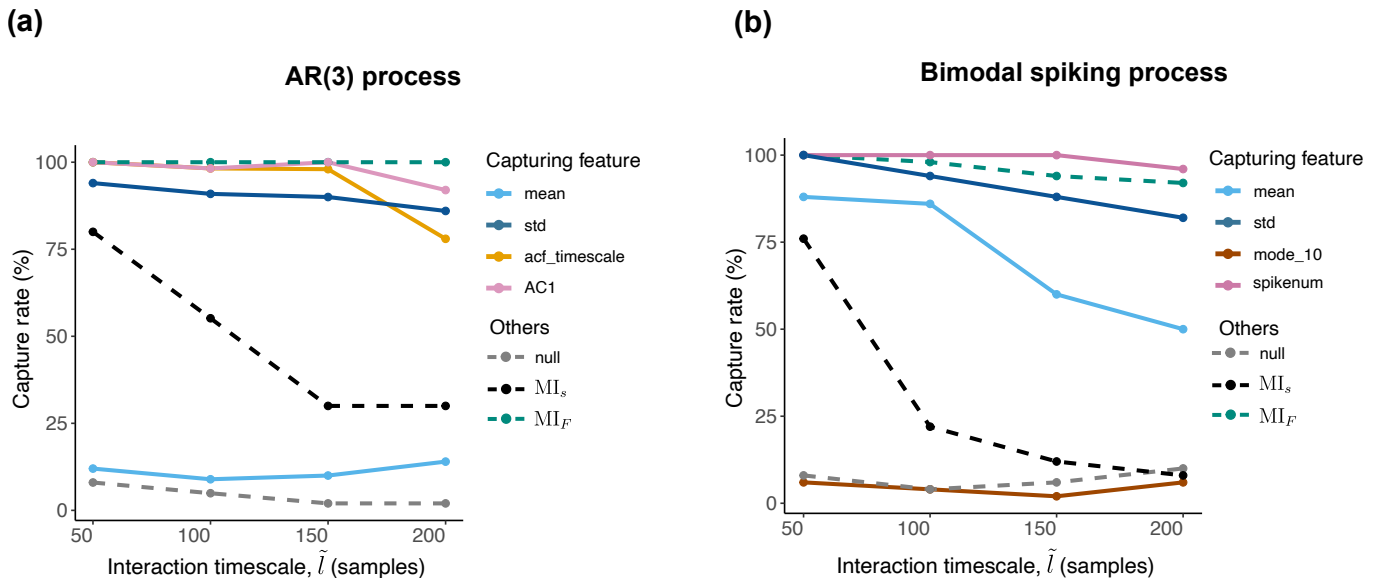 (a)
AR(3) process
Capture rate (%)
100
75
50
25
0
50
100
150
200
Interaction timescale, l̃ (samples)
Capturing feature
mean
std
acf_timescale
AC1
Others
null
MIₛ
MI_F
(b)
Bimodal spiking process
Capture rate (%)
100
75
50
25
0
50
100
150
200
Interaction timescale, l̃ (samples)
Capturing feature
mean
std
mode_10
spikenum
Others
null
MIₛ
MI_F